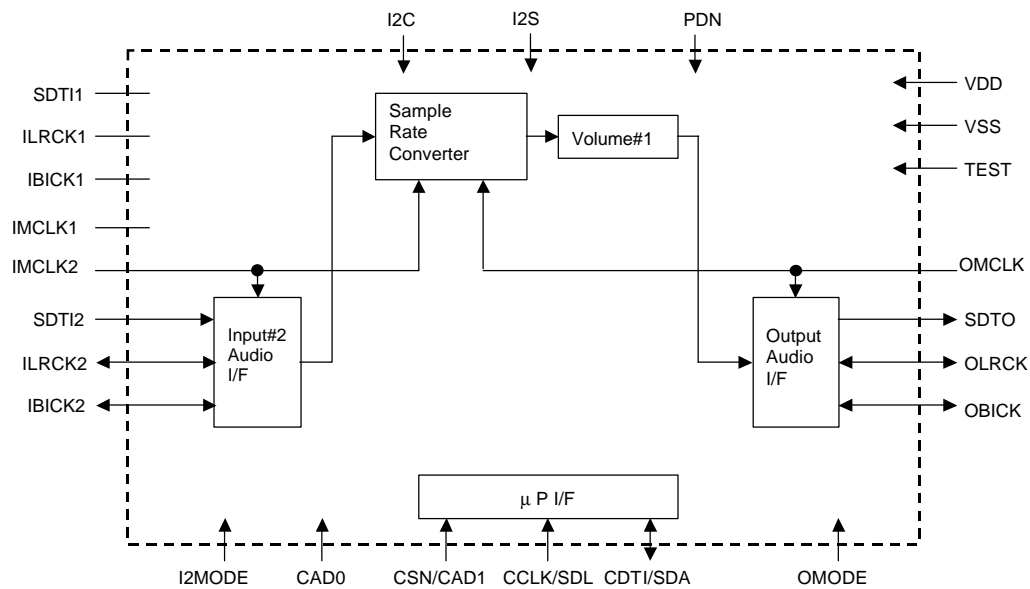 I2C
I2S
PDN
SDTI1
ILRCK1
IBICK1
IMCLK1
IMCLK2
SDTI2
ILRCK2
IBICK2
Sample
Rate
Converter
Volume#1
VDD
VSS
TEST
OMCLK
SDTO
OLRCK
OBICK
Input#2
Audio
I/F
Output
Audio
I/F
μ P I/F
I2MODE
CAD0
CSN/CAD1
CCLK/SDL
CDTI/SDA
OMODE